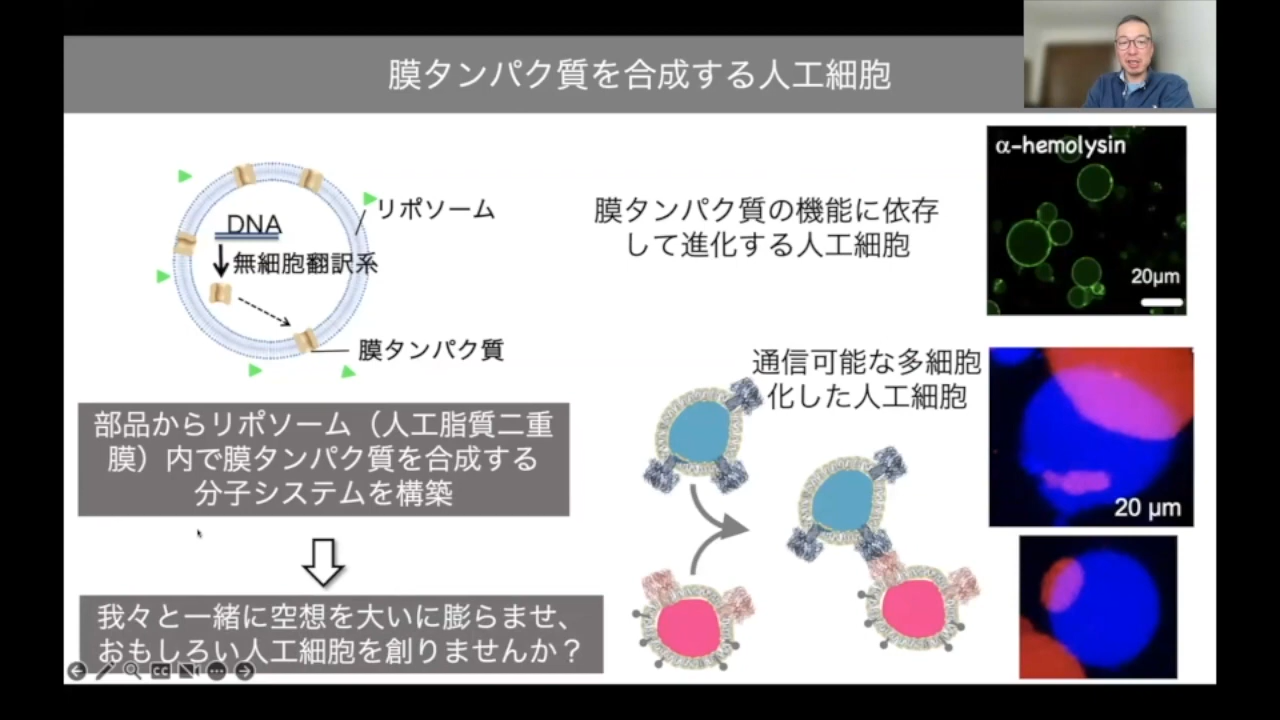 膜タンパク質を合成する人工細胞
DNA
リポソーム
無細胞翻訳系
膜タンパク質
膜タンパク質の機能に依存
して進化する人工細胞
α-hemolysin
20μm
部品からリポソーム（人工脂質二重
膜）内で膜タンパク質を合成する
分子システムを構築
通信可能な多細胞
化した人工細胞
20 μm
我々と一緒に空想を大いに膨らませ、
おもしろい人工細胞を創りませんか？
CC